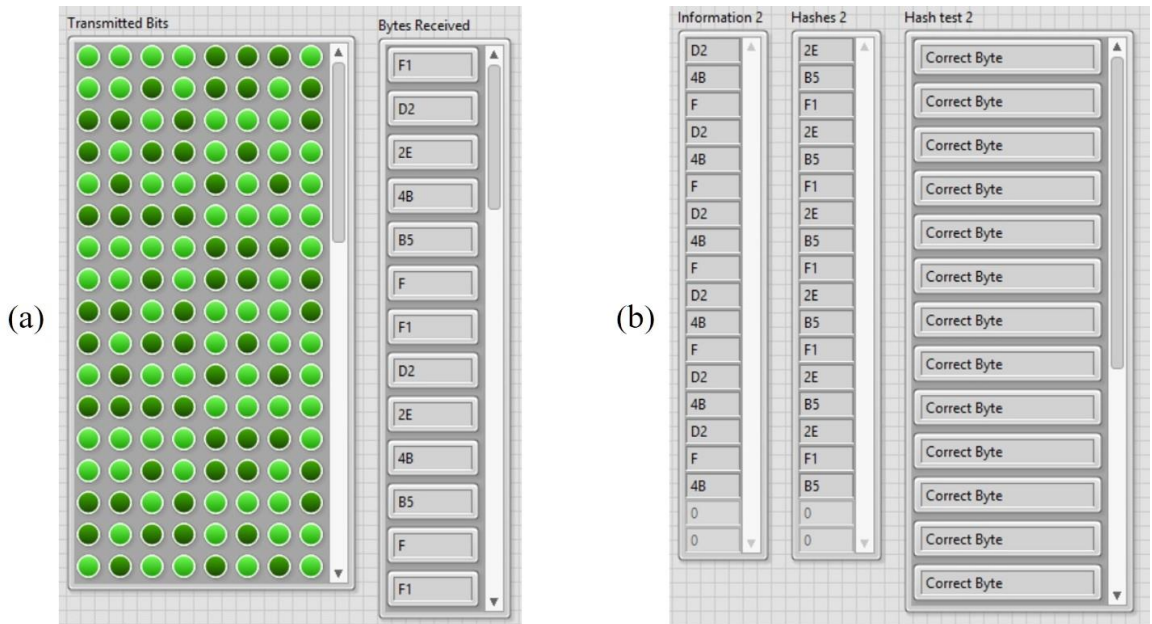 Transmitted Bits
Bytes Received
F1
D2
2E
4B
B5
F
F1
D2
2E
4B
B5
F
F1
(a)
Information 2
D2
4B
F
D2
4B
F
D2
4B
F
D2
4B
F
D2
4B
D2
F
4B
0
0
Hashes 2
2E
B5
F1
2E
B5
F1
2E
B5
F1
2E
B5
F1
2E
B5
2E
F1
B5
0
0
Hash test 2
Correct Byte
Correct Byte
Correct Byte
Correct Byte
Correct Byte
Correct Byte
Correct Byte
Correct Byte
Correct Byte
Correct Byte
Correct Byte
Correct Byte
Correct Byte
(b)